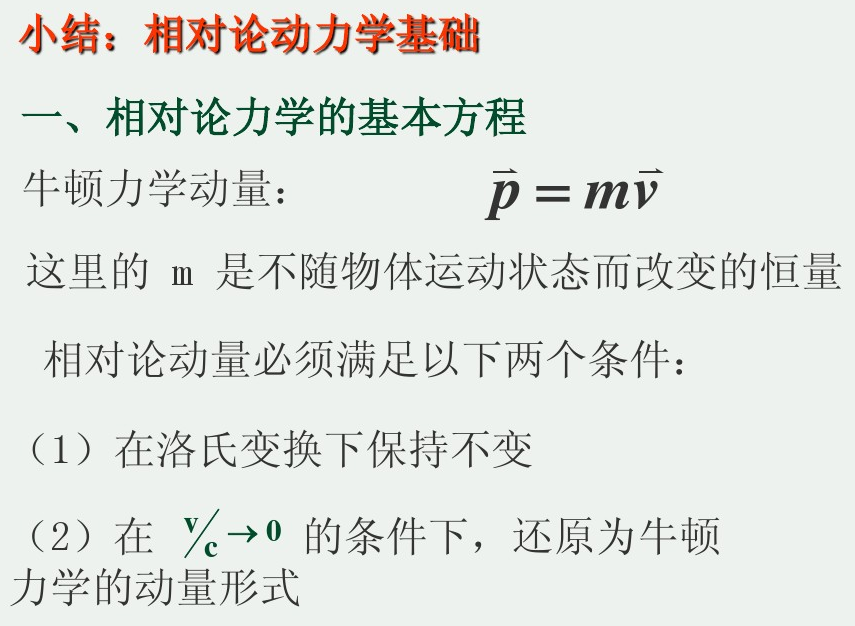 小结：相对论动力学基础
一、相对论力学的基本方程
牛顿力学动量： p⃗ = mv⃗
这里的 m 是不随物体运动状态而改变的恒量
相对论动量必须满足以下两个条件：
（1）在洛氏变换下保持不变
（2）在 v/c→0 的条件下，还原为牛顿
力学的动量形式